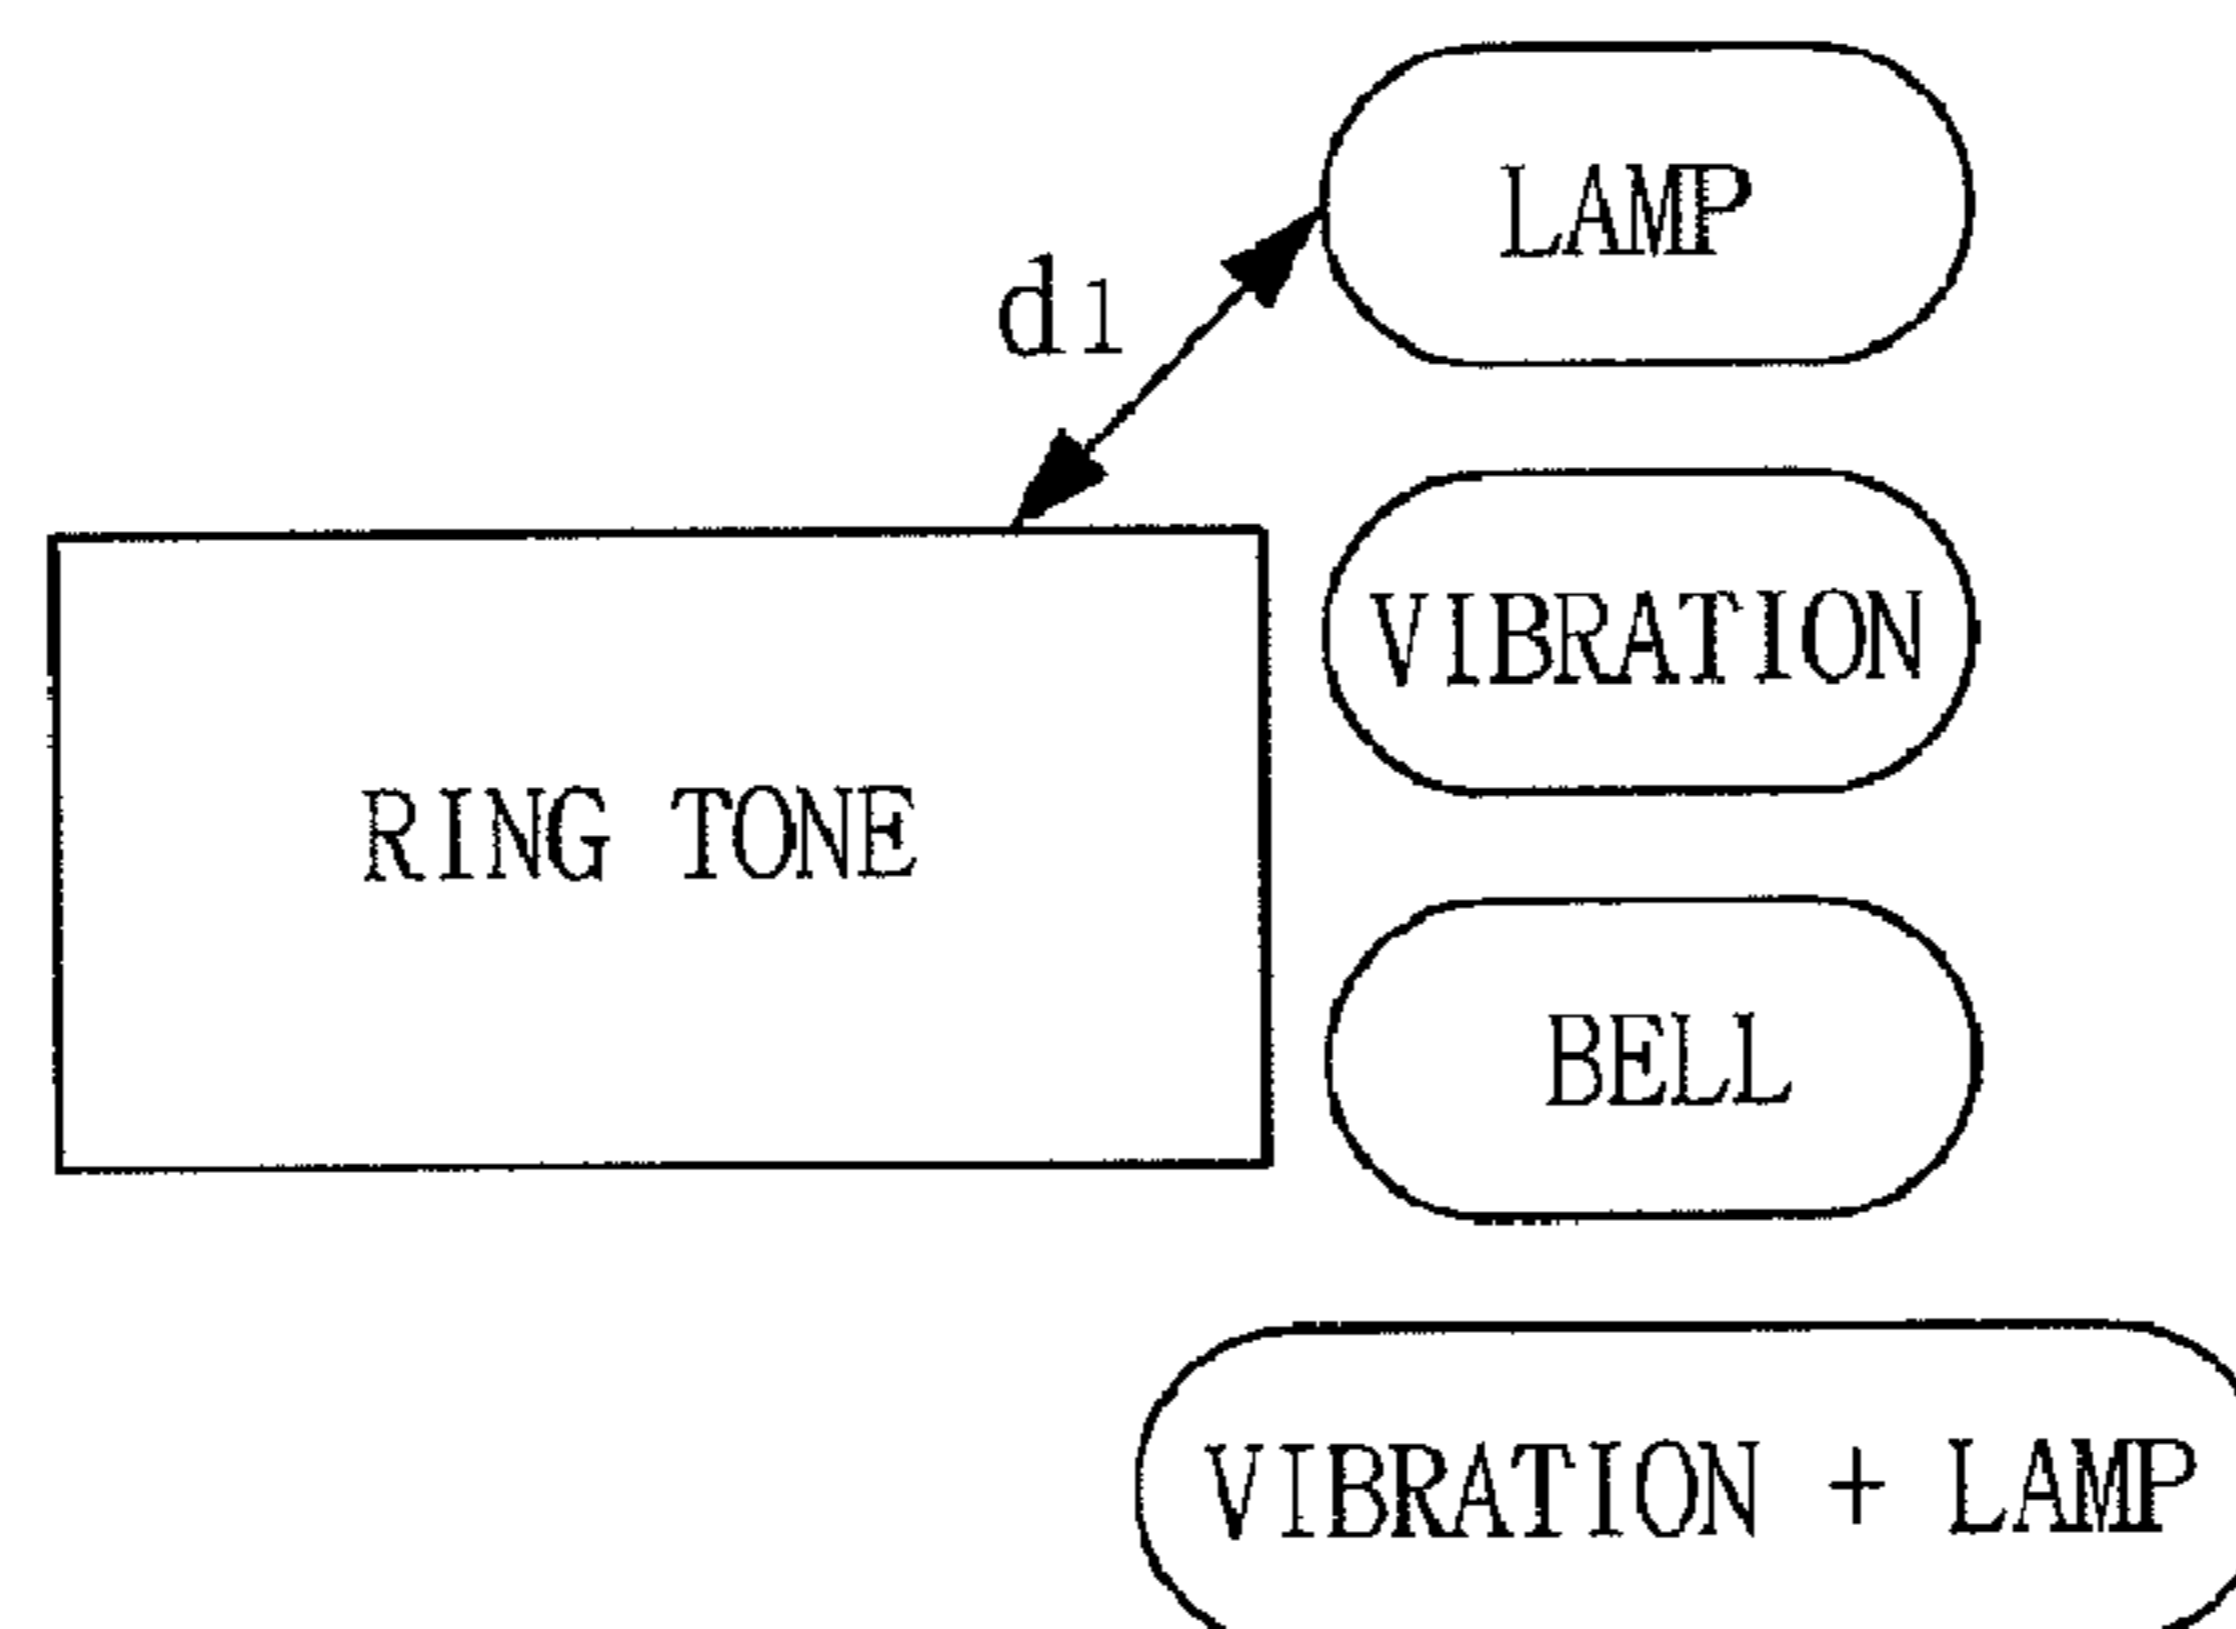 LAMP
d1
VIBRATION
RING TONE
BELL
VIBRATION + LAMP